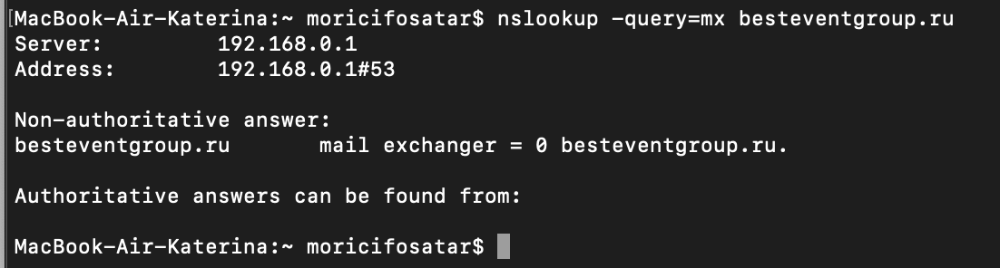 [MacBook-Air-Katerina:~ moricifosatar$ nslookup -query=mx besteventgroup.ru
Server: 192.168.0.1
Address: 192.168.0.1#53
Non-authoritative answer:
besteventgroup.ru mail exchanger = 0 besteventgroup.ru.
Authoritative answers can be found from:
MacBook-Air-Katerina:~ moricifosatar$